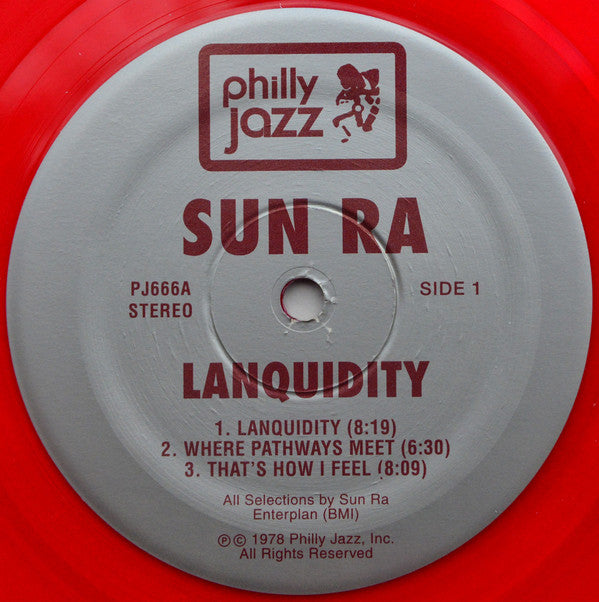 philly
jazz
SUN RA
PJ666A
STEREO
SIDE 1
LANQUIDITY
1. LANQUIDITY (8:19)
2. WHERE PATHWAYS MEET (6:30)
3. THAT'S HOW I FEEL (8:09)
All Selections by Sun Ra
Enterplan (BMI)
℗ © 1978 Philly Jazz, Inc.
All Rights Reserved